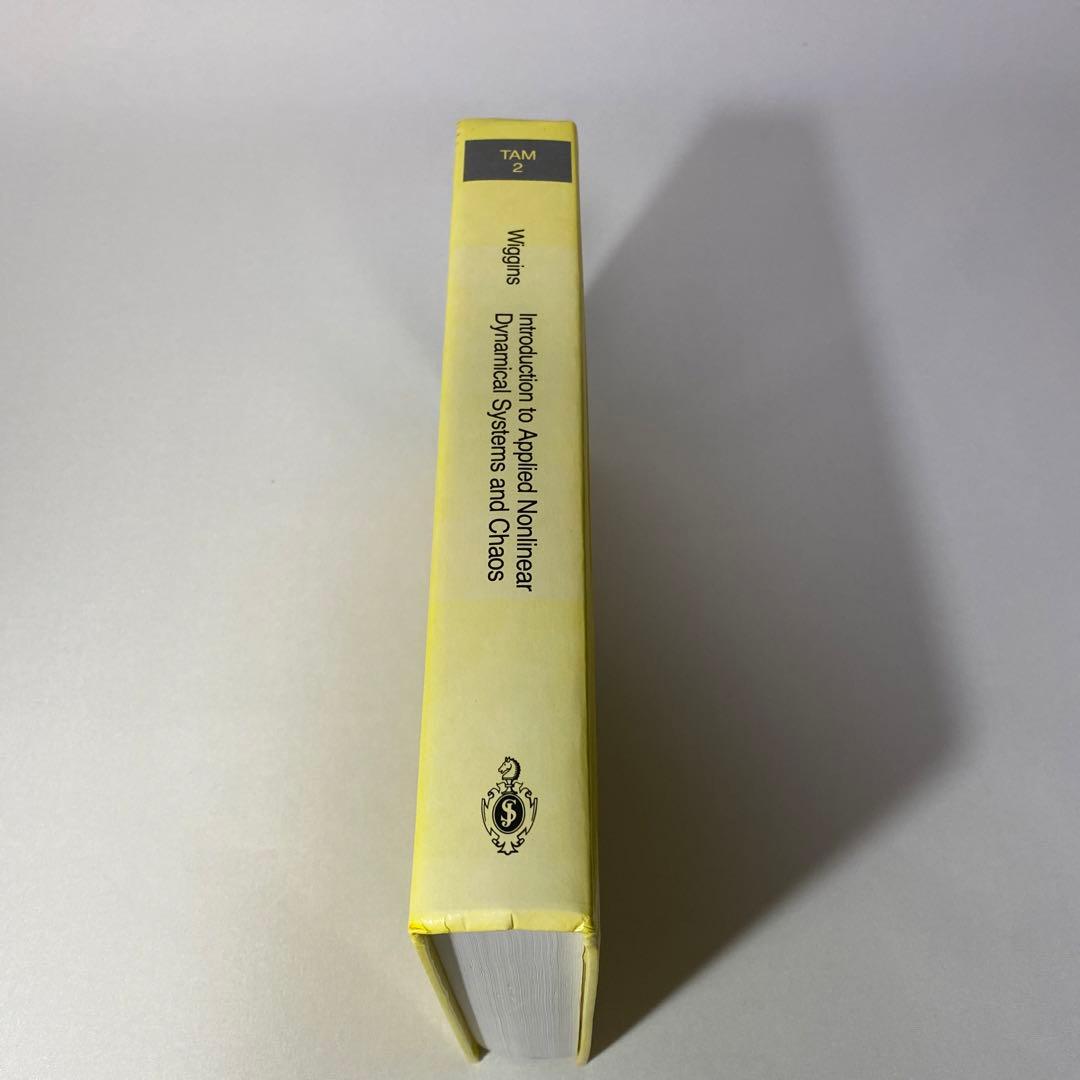 TAM
2
Wiggins
Introduction to Applied Nonlinear
Dynamical Systems and Chaos